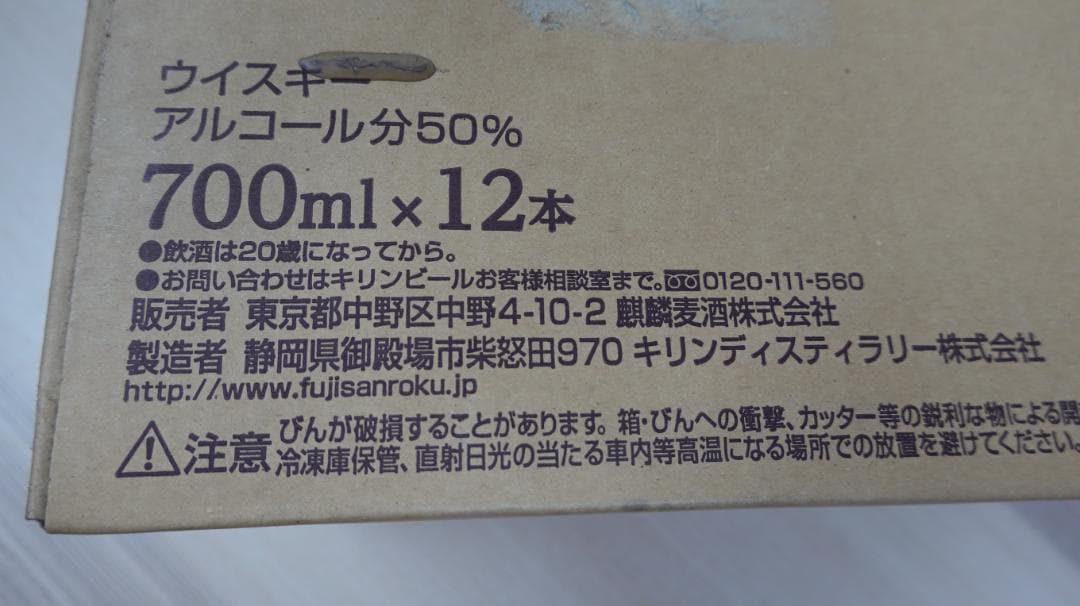 ウイスキー
アルコール分50%
700ml×12本
●飲酒は20歳になってから。
●お問い合わせはキリンビールお客様相談室まで。0120-111-560
販売者 東京都中野区中野4-10-2 麒麟麦酒株式会社
製造者 静岡県御殿場市柴怒田970 キリンディスティラリー株式会社
http://www.fujisanroku.jp
注意
びんが破損することがあります。箱・びんへの衝撃、カッター等の鋭利な物による開
冷凍庫保管、直射日光の当たる車内等高温になる場所での放置を避けてください。